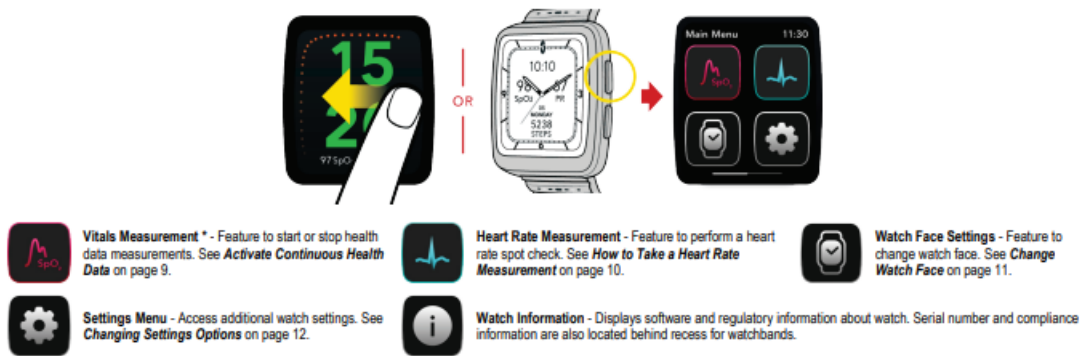 15
2
97 SpO
OR
10:10
98 87
SpO₂ PR
MONDAY
5238
STEPS
Main Menu 11:30
SpO₂
Vitals Measurement * - Feature to start or stop health
data measurements. See Activate Continuous Health
Data on page 9.
Heart Rate Measurement - Feature to perform a heart
rate spot check. See How to Take a Heart Rate
Measurement on page 10.
Watch Face Settings - Feature to
change watch face. See Change
Watch Face on page 11.
SpO₂
Settings Menu - Access additional watch settings. See
Changing Settings Options on page 12.
i
Watch Information - Displays software and regulatory information about watch. Serial number and compliance
information are also located behind recess for watchbands.